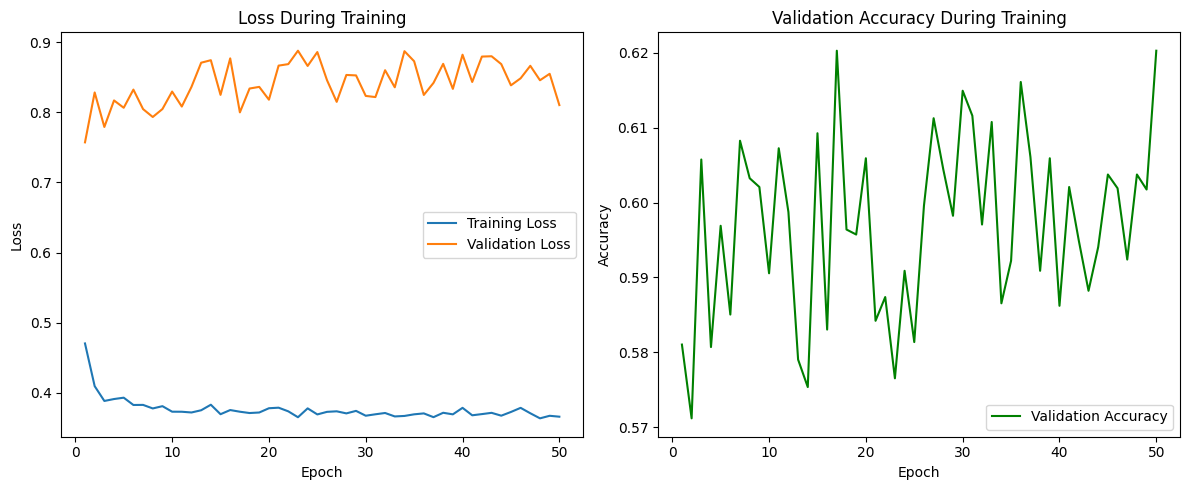 Loss During Training
0.9
0.8
0.7
0.6
0.5
0.4
Loss
Training Loss
Validation Loss
0 10 20 30 40 50
Epoch
Validation Accuracy During Training
0.62
0.61
0.60
0.59
0.58
0.57
Accuracy
Validation Accuracy
0 10 20 30 40 50
Epoch